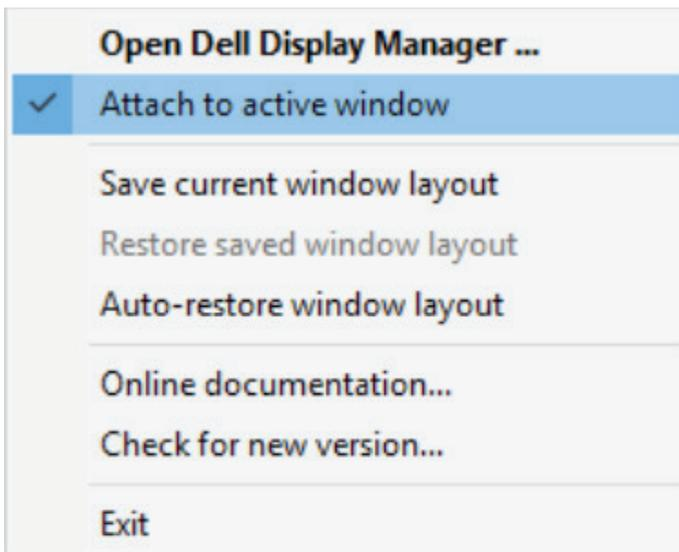 Open Dell Display Manager ...
Attach to active window
Save current window layout
Restore saved window layout
Auto-restore window layout
Online documentation...
Check for new version...
Exit